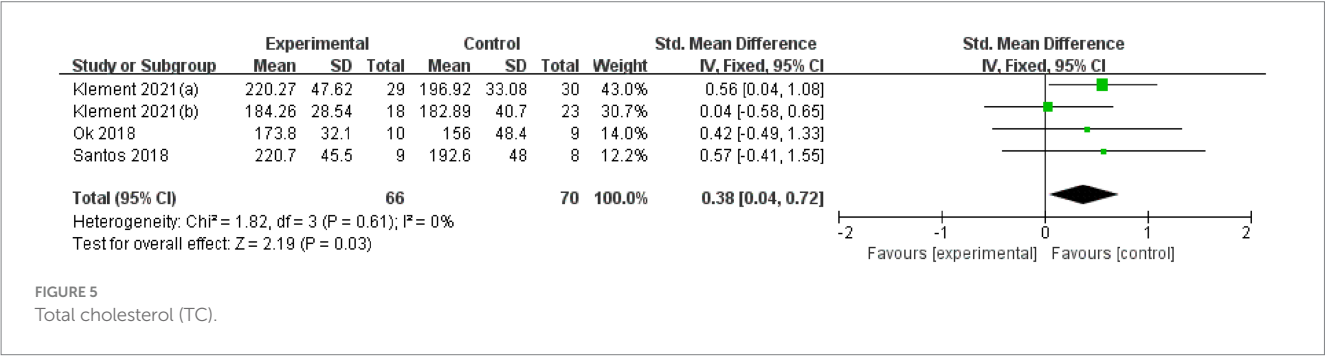 Experimental Control Std. Mean Difference Std. Mean Difference
Study or Subgroup Mean SD Total Mean SD Total Weight IV, Fixed, 95% CI IV, Fixed, 95% CI
Klement 2021(a) 220.27 47.62 29 196.92 33.08 30 43.0% 0.56 [0.04, 1.08]
Klement 2021(b) 184.26 28.54 18 182.89 40.7 23 30.7% 0.04 [-0.58, 0.65]
Ok 2018 173.8 32.1 10 156 48.4 9 14.0% 0.42 [-0.49, 1.33]
Santos 2018 220.7 45.5 9 192.6 48 8 12.2% 0.57 [-0.41, 1.55]
Total (95% CI) 66 70 100.0% 0.38 [0.04, 0.72]
Heterogeneity: Chi² = 1.82, df = 3 (P = 0.61); I² = 0%
Test for overall effect: Z = 2.19 (P = 0.03)
-2 -1 0 1 2
Favours [experimental] Favours [control]
FIGURE 5
Total cholesterol (TC).